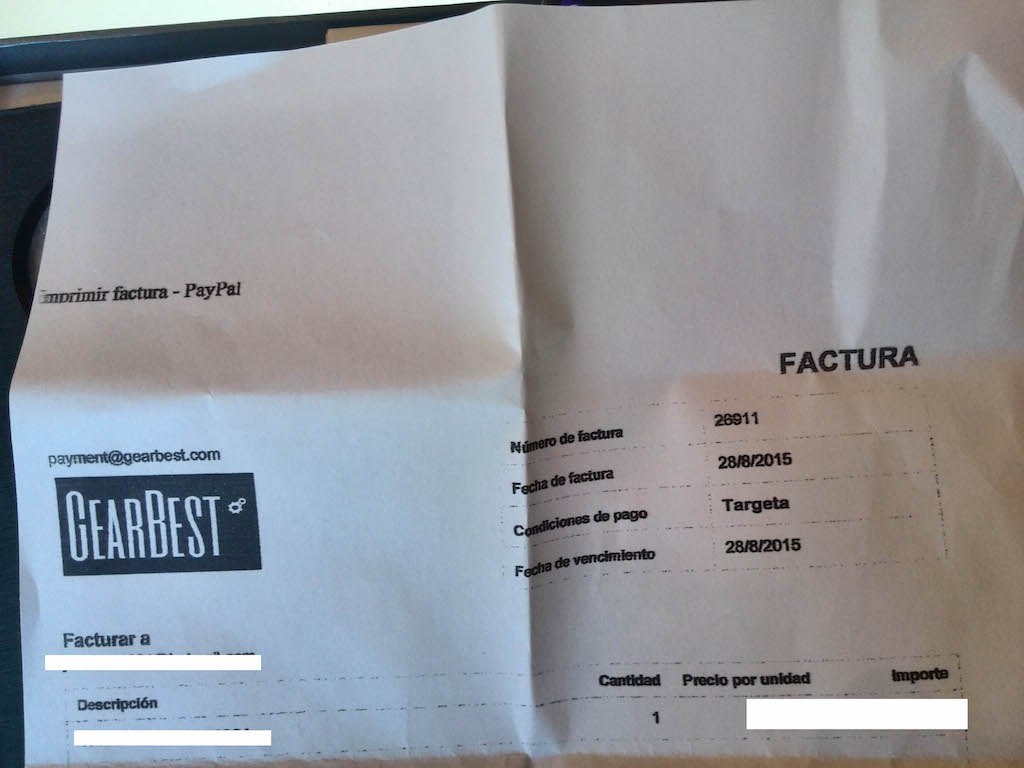 Imprimir factura - PayPal
FACTURA
payment@gearbest.com
GEARBEST
Número de factura 26911
Fecha de factura 28/8/2015
Condiciones de pago Targeta
Fecha de vencimiento 28/8/2015
Facturar a
Descripción Cantidad Precio por unidad Importe
1